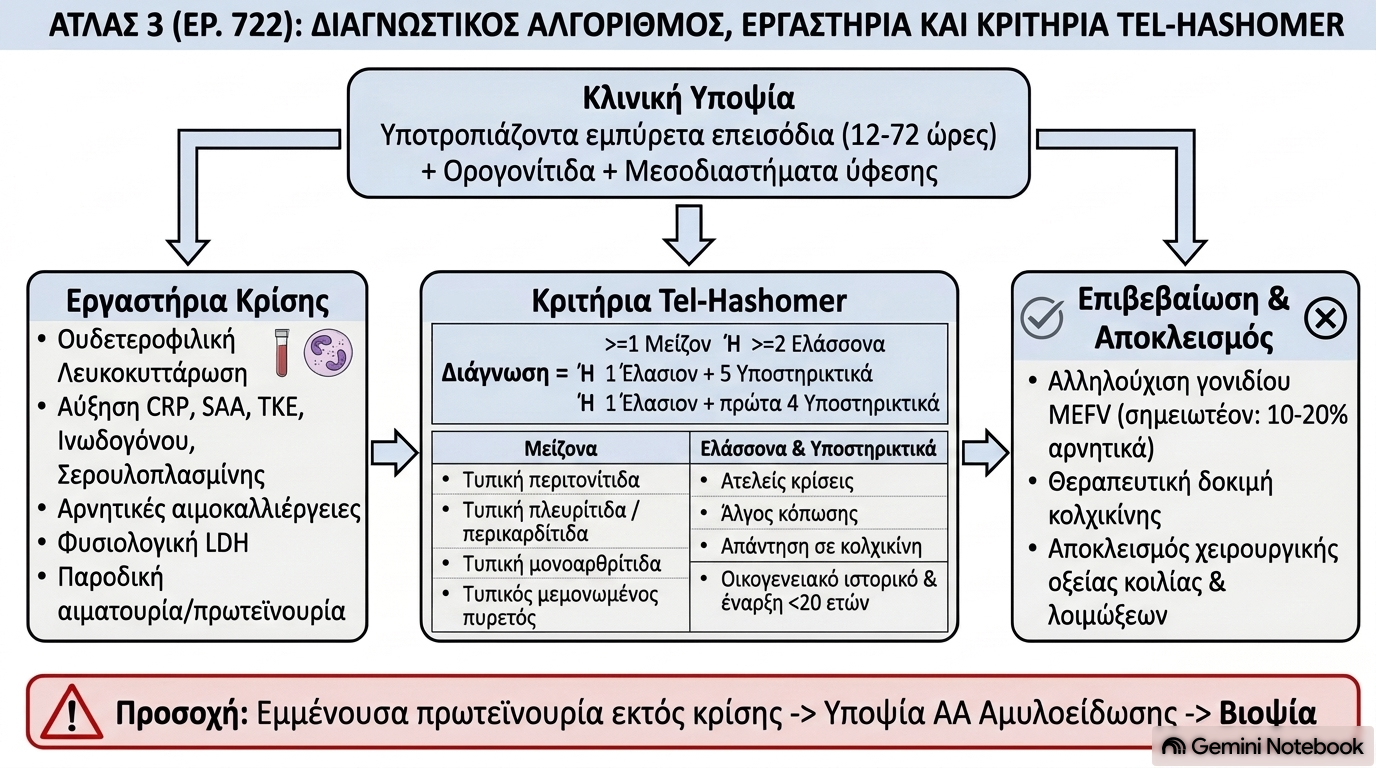 ΑΤΛΑΣ 3 (ΕΡ. 722): ΔΙΑΓΝΩΣΤΙΚΟΣ ΑΛΓΟΡΙΘΜΟΣ, ΕΡΓΑΣΤΗΡΙΑ ΚΑΙ ΚΡΙΤΗΡΙΑ TEL-HASHOMER
Κλινική Υποψία
Υποτροπιάζοντα εμπύρετα επεισόδια (12-72 ώρες)
+ Ορογονίτιδα + Μεσοδιαστήματα ύφεσης
Εργαστήρια Κρίσης
• Ουδετεροφιλική
Λευκοκυττάρωση
• Αύξηση CRP, SAA, ΤΚΕ,
Ινωδογόνου,
Σερουλοπλασμίνης
• Αρνητικές αιμοκαλλιέργειες
• Φυσιολογική LDH
• Παροδική
αιματουρία/πρωτεϊνουρία
Κριτήρια Tel-Hashomer
>=1 Μείζον Ή >=2 Ελάσσονα
Διάγνωση = Ή 1 Έλασιον + 5 Υποστηρικτικά
Ή 1 Έλασιον + πρώτα 4 Υποστηρικτικά
Μείζονα
• Τυπική περιτονίτιδα
• Τυπική πλευρίτιδα /
περικαρδίτιδα
• Τυπική μονοαρθρίτιδα
• Τυπικός μεμονωμένος
πυρετός
Ελάσσονα & Υποστηρικτικά
• Ατελείς κρίσεις
• Άλγος κόπωσης
• Απάντηση σε κολχικίνη
• Οικογενειακό ιστορικό &
έναρξη <20 ετών
Επιβεβαίωση &
Αποκλεισμός
• Αλληλούχιση γονιδίου
MEFV (σημειωτέον: 10-20%
αρνητικά)
• Θεραπευτική δοκιμή
κολχικίνης
• Αποκλεισμός χειρουργικής
οξείας κοιλίας &
λοιμώξεων
Προσοχή: Εμμένουσα πρωτεϊνουρία εκτός κρίσης -> Υποψία ΑΑ Αμυλοείδωσης -> Βιοψία
Gemini Notebook